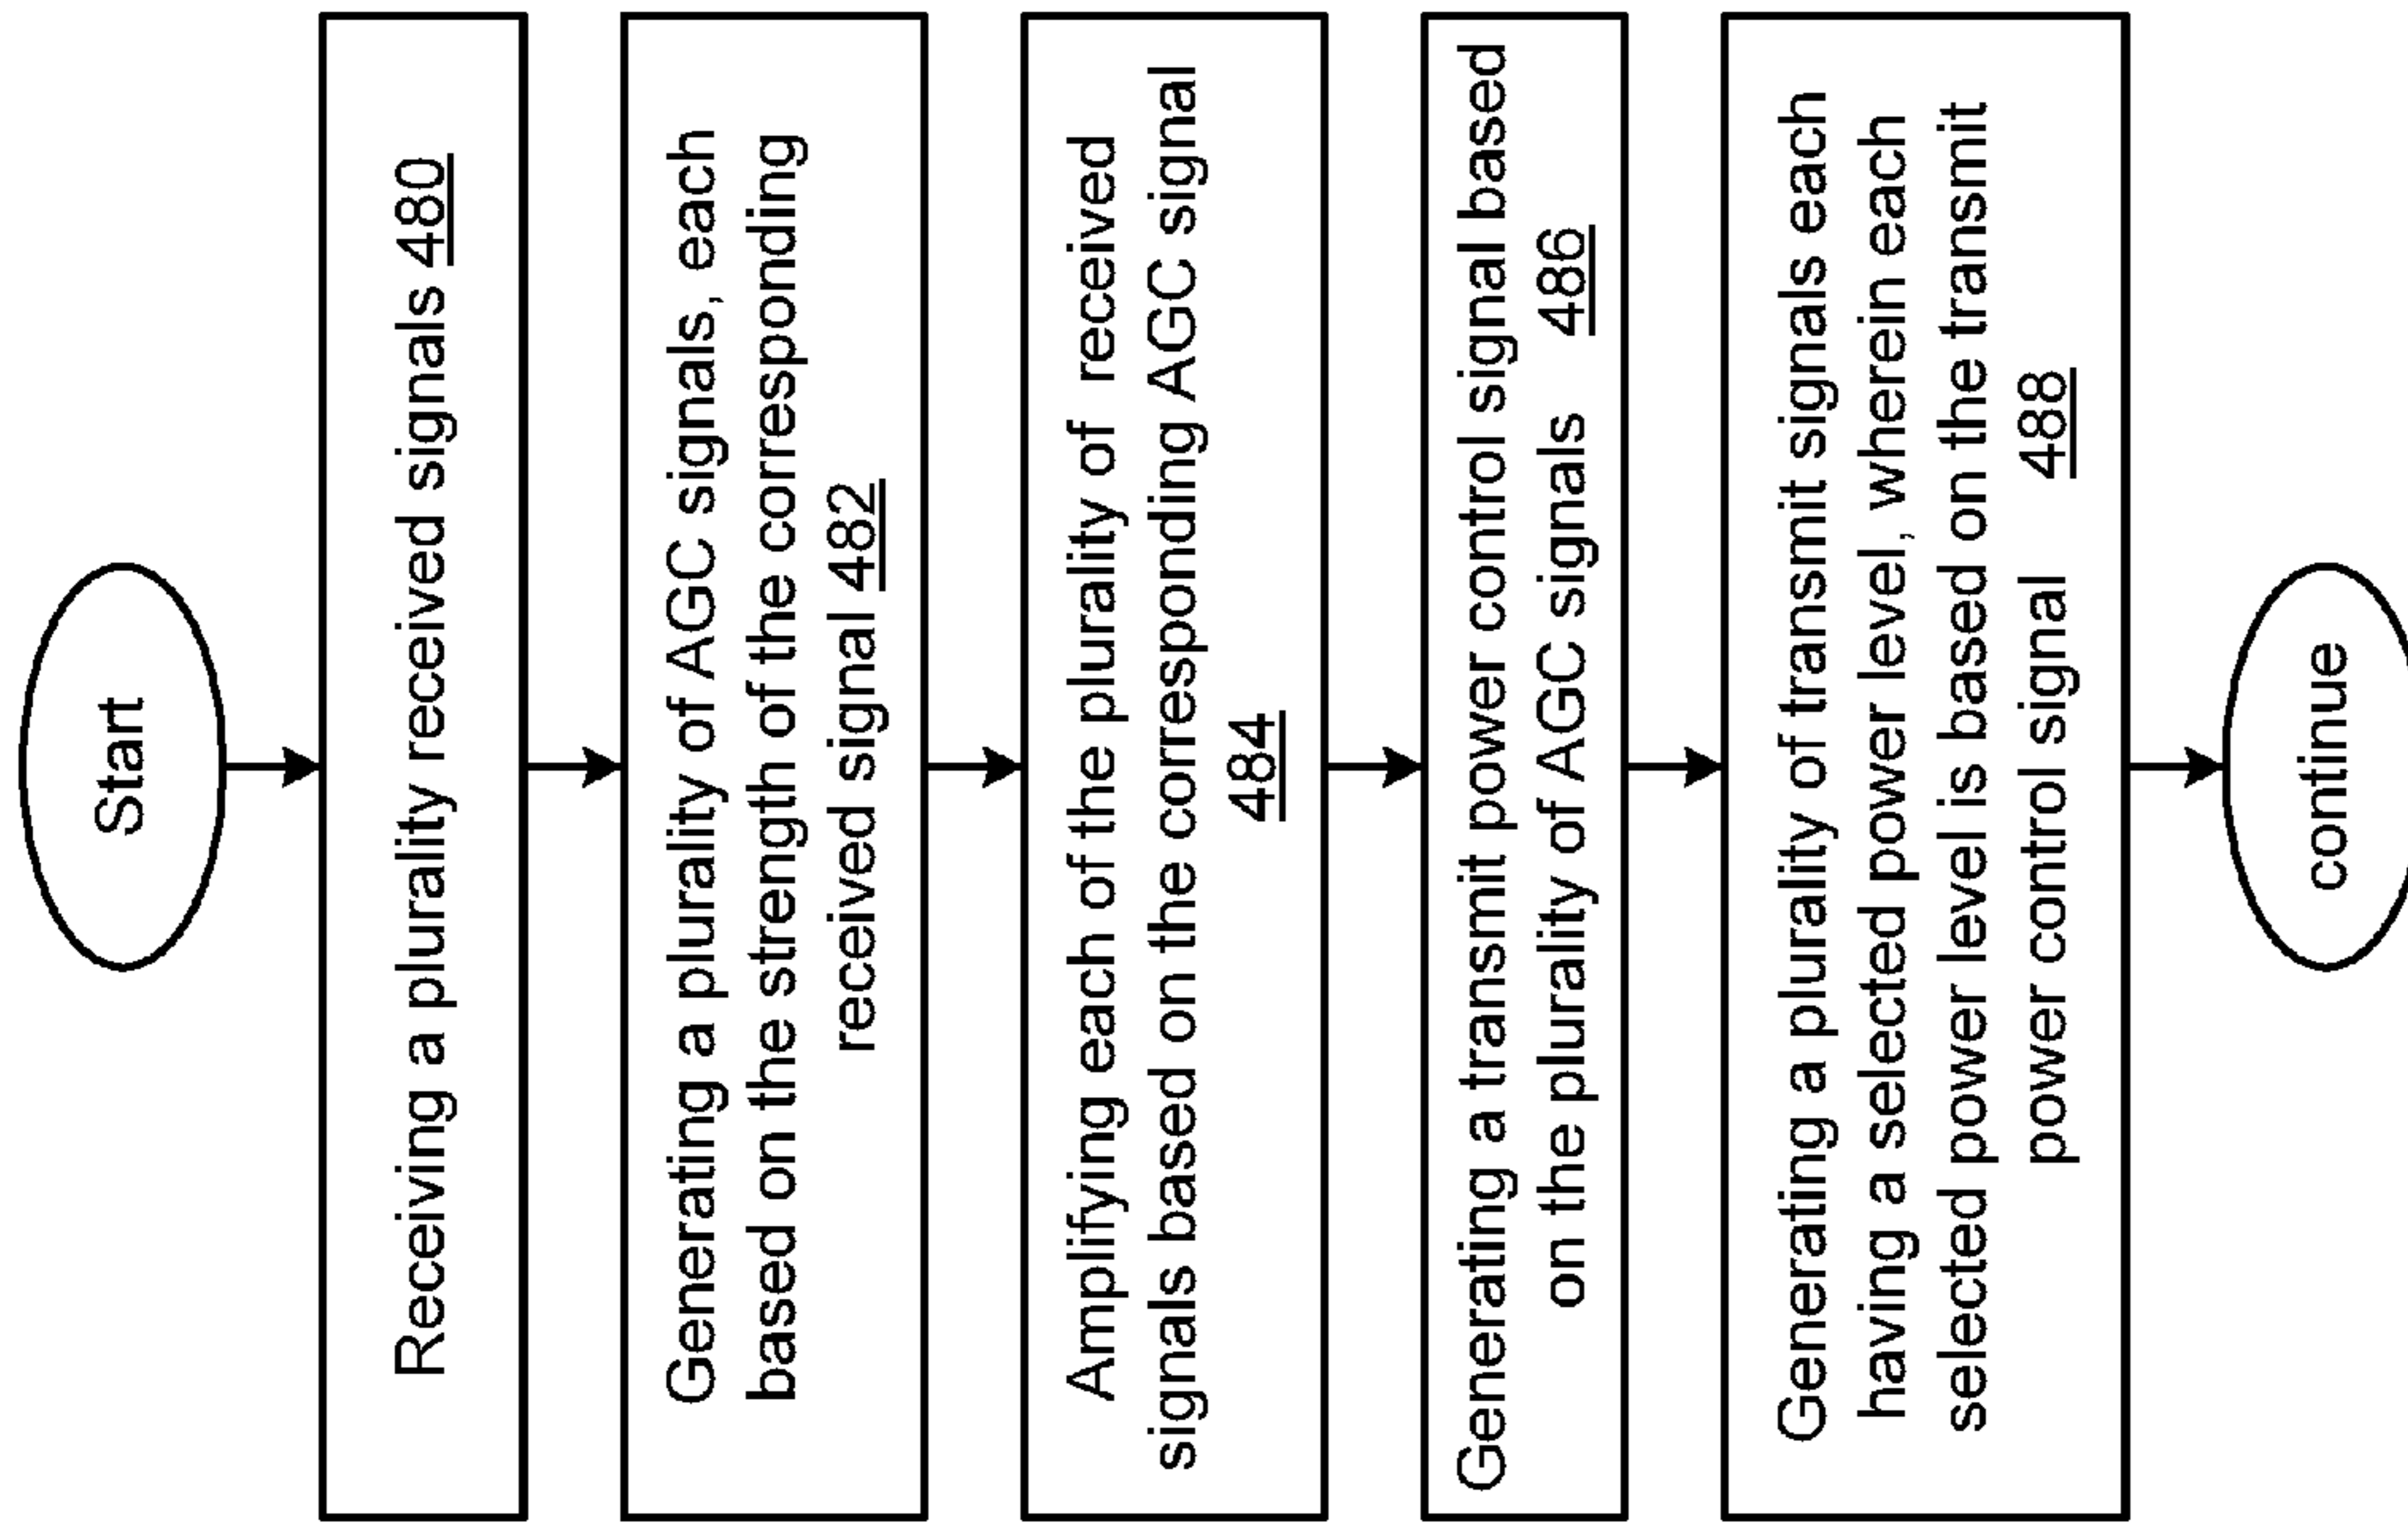 Start
Receiving a plurality received signals 480
Generating a plurality of AGC signals, each
based on the strength of the corresponding
received signal 482
Amplifying each of the plurality of received
signals based on the corresponding AGC signal
484
Generating a transmit power control signal based
on the plurality of AGC signals 486
Generating a plurality of transmit signals each
having a selected power level, wherein each
selected power level is based on the transmit
power control signal 488
continue